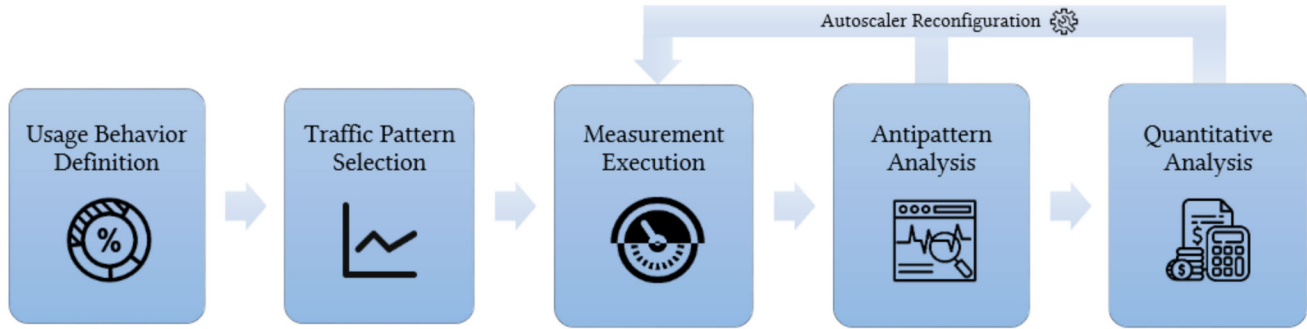 Autoscaler Reconfiguration
Usage Behavior
Definition
%
Traffic Pattern
Selection
Measurement
Execution
Antipattern
Analysis
Quantitative
Analysis
$
$